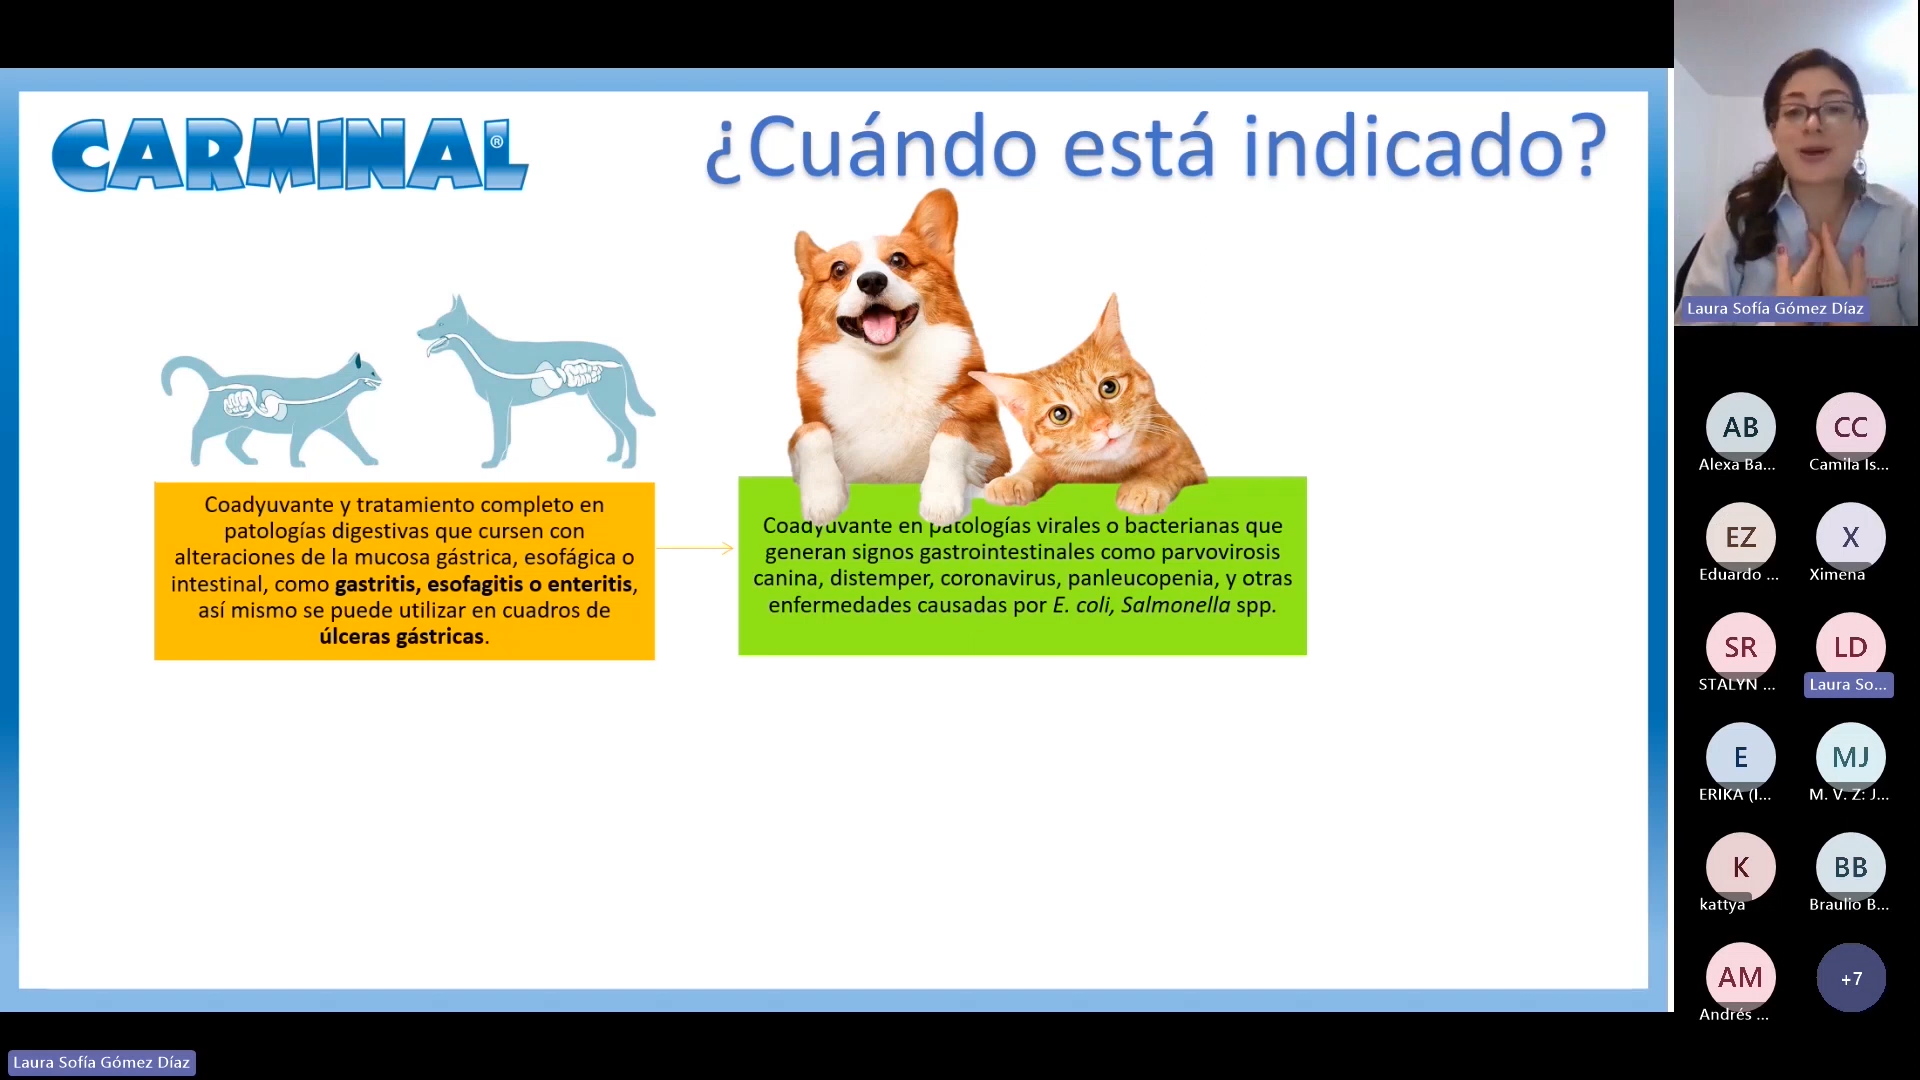 CARMINAL®
¿Cuándo está indicado?
Coadyuvante y tratamiento completo en
patologías digestivas que cursen con
alteraciones de la mucosa gástrica, esofágica o
intestinal, como gastritis, esofagitis o enteritis,
así mismo se puede utilizar en cuadros de
úlceras gástricas.
Coadyuvante en patologías virales o bacterianas que
generan signos gastrointestinales como parvovirosis
canina, distemper, coronavirus, panleucopenia, y otras
enfermedades causadas por E. coli, Salmonella spp.
Laura Sofía Gómez Díaz
AB
Alexa Ba...
CC
Camila Is...
EZ
Eduardo ...
X
Ximena
SR
STALYN ...
LD
Laura So...
E
ERIKA (I...
MJ
M. V. Z: J...
K
kattya
BB
Braulio B...
AM
Andrés ...
+7
Laura Sofía Gómez Díaz